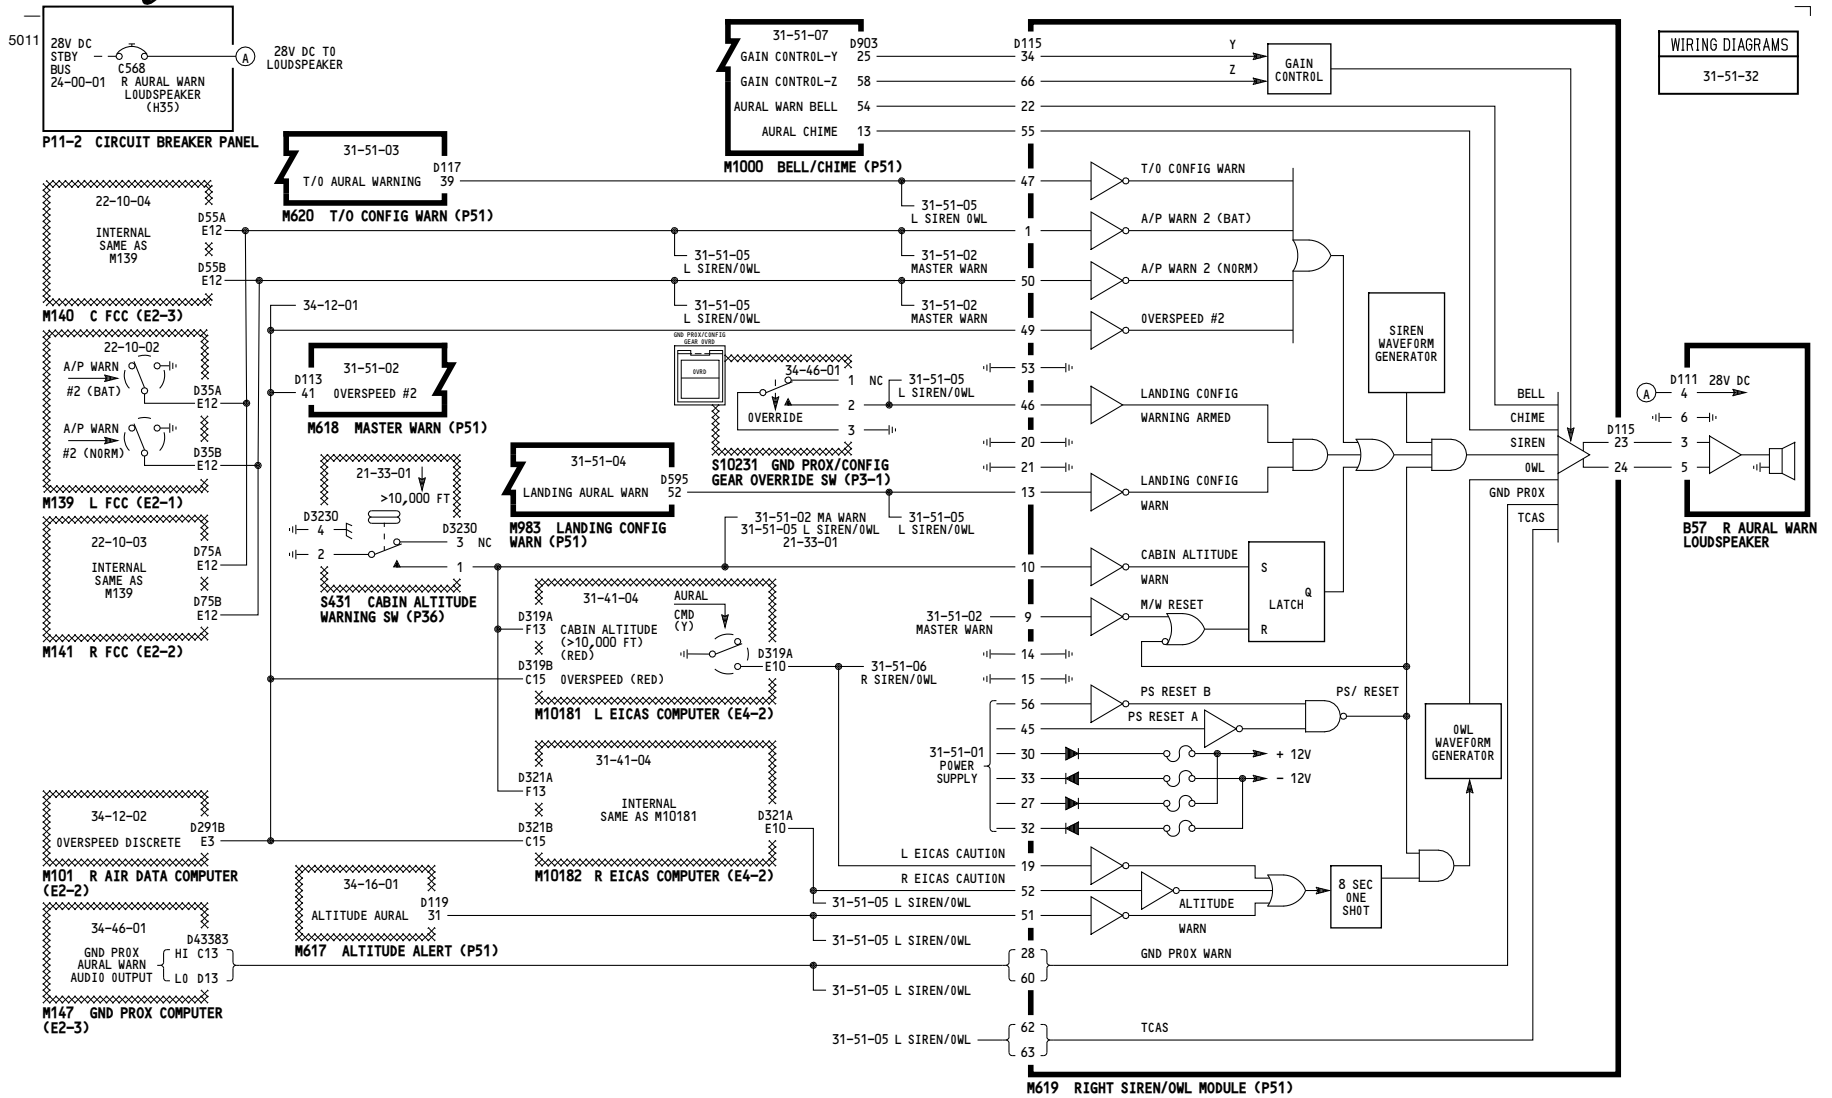 5011
28V DC
STBY
BUS
24-00-01
C568
R AURAL WARN
LOUDSPEAKER
(H35)
A
28V DC TO
LOUDSPEAKER
P11-2 CIRCUIT BREAKER PANEL
31-51-03
T/O AURAL WARNING
D117
39
M620 T/O CONFIG WARN (P51)
31-51-07
GAIN CONTROL-Y
GAIN CONTROL-Z
AURAL WARN BELL
AURAL CHIME
D903
25
58
54
13
M1000 BELL/CHIME (P51)
D115
34
66
22
55
Y
Z
GAIN
CONTROL
WIRING DIAGRAMS
31-51-32
22-10-04
INTERNAL
SAME AS
M139
D55A
E12
D55B
E12
M140 C FCC (E2-3)
31-51-05
L SIREN/OWL
31-51-05
L SIREN/OWL
31-51-05
L SIREN OWL
31-51-02
MASTER WARN
31-51-02
MASTER WARN
34-12-01
47
1
50
49
T/O CONFIG WARN
A/P WARN 2 (BAT)
A/P WARN 2 (NORM)
OVERSPEED #2
22-10-02
A/P WARN
#2 (BAT)
A/P WARN
#2 (NORM)
D35A
E12
D35B
E12
M139 L FCC (E2-1)
31-51-02
D113
41
OVERSPEED #2
M618 MASTER WARN (P51)
GND PROX/CONFIG
GEAR OVRD
OVRD
34-46-01
OVERRIDE
1
2
3
NC
31-51-05
L SIREN/OWL
S10231 GND PROX/CONFIG
GEAR OVERRIDE SW (P3-1)
53
46
20
21
13
LANDING CONFIG
WARNING ARMED
LANDING CONFIG
WARN
SIREN
WAVEFORM
GENERATOR
BELL
CHIME
SIREN
OWL
GND PROX
TCAS
D115
23
24
A
D111
4
28V DC
6
3
5
B57 R AURAL WARN
LOUDSPEAKER
22-10-03
INTERNAL
SAME AS
M139
D75A
E12
D75B
E12
M141 R FCC (E2-2)
21-33-01
>10,000 FT
D3230
4
2
D3230
3
NC
1
S431 CABIN ALTITUDE
WARNING SW (P36)
31-51-04
LANDING AURAL WARN
D595
52
M983 LANDING CONFIG
WARN (P51)
31-51-02 MA WARN
31-51-05 L SIREN/OWL
21-33-01
31-51-05
L SIREN/OWL
10
CABIN ALTITUDE
WARN
S
Q
LATCH
R
31-51-02
MASTER WARN
9
M/W RESET
14
15
31-41-04
AURAL
CMD
(Y)
D319A
F13
CABIN ALTITUDE
(>10,000 FT)
(RED)
D319B
C15
OVERSPEED (RED)
D319A
E10
31-51-06
R SIREN/OWL
M10181 L EICAS COMPUTER (E4-2)
31-41-04
D321A
F13
INTERNAL
SAME AS M10181
D321A
E10
D321B
C15
M10182 R EICAS COMPUTER (E4-2)
31-51-01
POWER
SUPPLY
56
45
30
33
27
32
PS RESET B
PS RESET A
PS/ RESET
+ 12V
- 12V
OWL
WAVEFORM
GENERATOR
34-12-02
OVERSPEED DISCRETE
D291B
E3
M101 R AIR DATA COMPUTER
(E2-2)
34-16-01
ALTITUDE AURAL
D119
31
M617 ALTITUDE ALERT (P51)
L EICAS CAUTION
19
R EICAS CAUTION
52
31-51-05 L SIREN/OWL
51
31-51-05 L SIREN/OWL
ALTITUDE
WARN
8 SEC
ONE
SHOT
34-46-01
GND PROX
AURAL WARN
AUDIO OUTPUT
D43383
HI C13
LO D13
M147 GND PROX COMPUTER
(E2-3)
28
60
GND PROX WARN
31-51-05 L SIREN/OWL
31-51-05 L SIREN/OWL
62
63
TCAS
M619 RIGHT SIREN/OWL MODULE (P51)